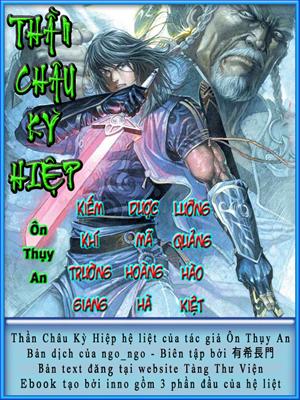 THẦN
CHÂU
KỲ
HIỆP
Ôn
Thụy
An
KIẾM DƯỢC LƯỠNG
KHÍ MÃ QUẢNG
TRƯỜNG HOÀNG HÀO
GIANG HÀ KIỆT
Thần Châu Kỳ Hiệp hệ liệt của tác giả Ôn Thụy An
Bản dịch của ngo_ngo - Biên tập bởi 有希長門
Bản text đăng tại website Tàng Thư Viện
Ebook tạo bởi inno gồm 3 phần đầu của hệ liệt